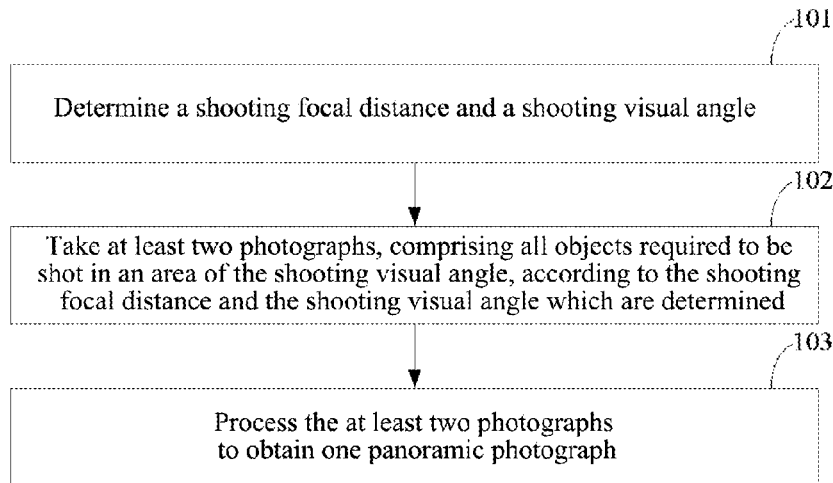 101
Determine a shooting focal distance and a shooting visual angle
102
Take at least two photographs, comprising all objects required to be
shot in an area of the shooting visual angle, according to the shooting
focal distance and the shooting visual angle which are determined
103
Process the at least two photographs
to obtain one panoramic photograph